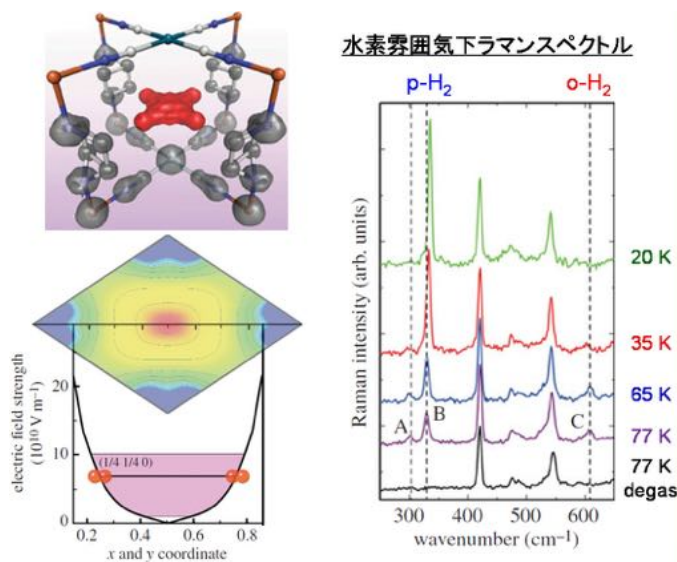 水素雰囲気下ラマンスペクトル
p-H₂
o-H₂
Raman intensity (arb. units)
20 K
35 K
65 K
77 K
77 K
degas
A
B
C
250 300 400 500 600
wavenumber (cm⁻¹)
electric field strength
(10¹⁰ V m⁻¹)
20
10
0
(1/4 1/4 0)
0.2 0.4 0.6 0.8
x and y coordinate